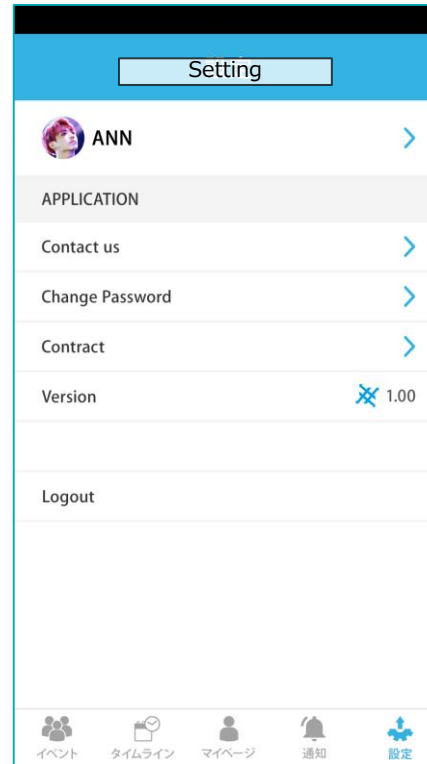 Setting
ANN
APPLICATION
Contact us
Change Password
Contract
Version 1.00
Logout
イベント タイムライン マイページ 通知 設定